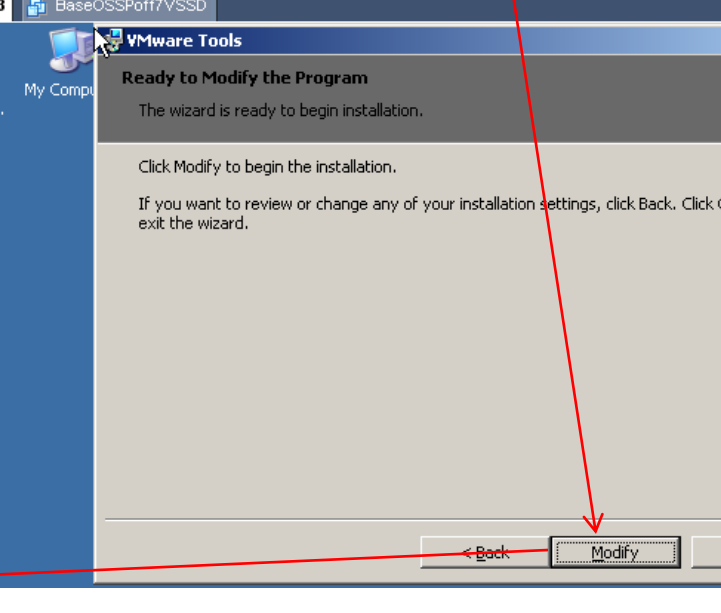 BaseOSSPoff7VSSD
VMware Tools
My Compu
Ready to Modify the Program
The wizard is ready to begin installation.
Click Modify to begin the installation.
If you want to review or change any of your installation settings, click Back. Click
exit the wizard.
< Back
Modify